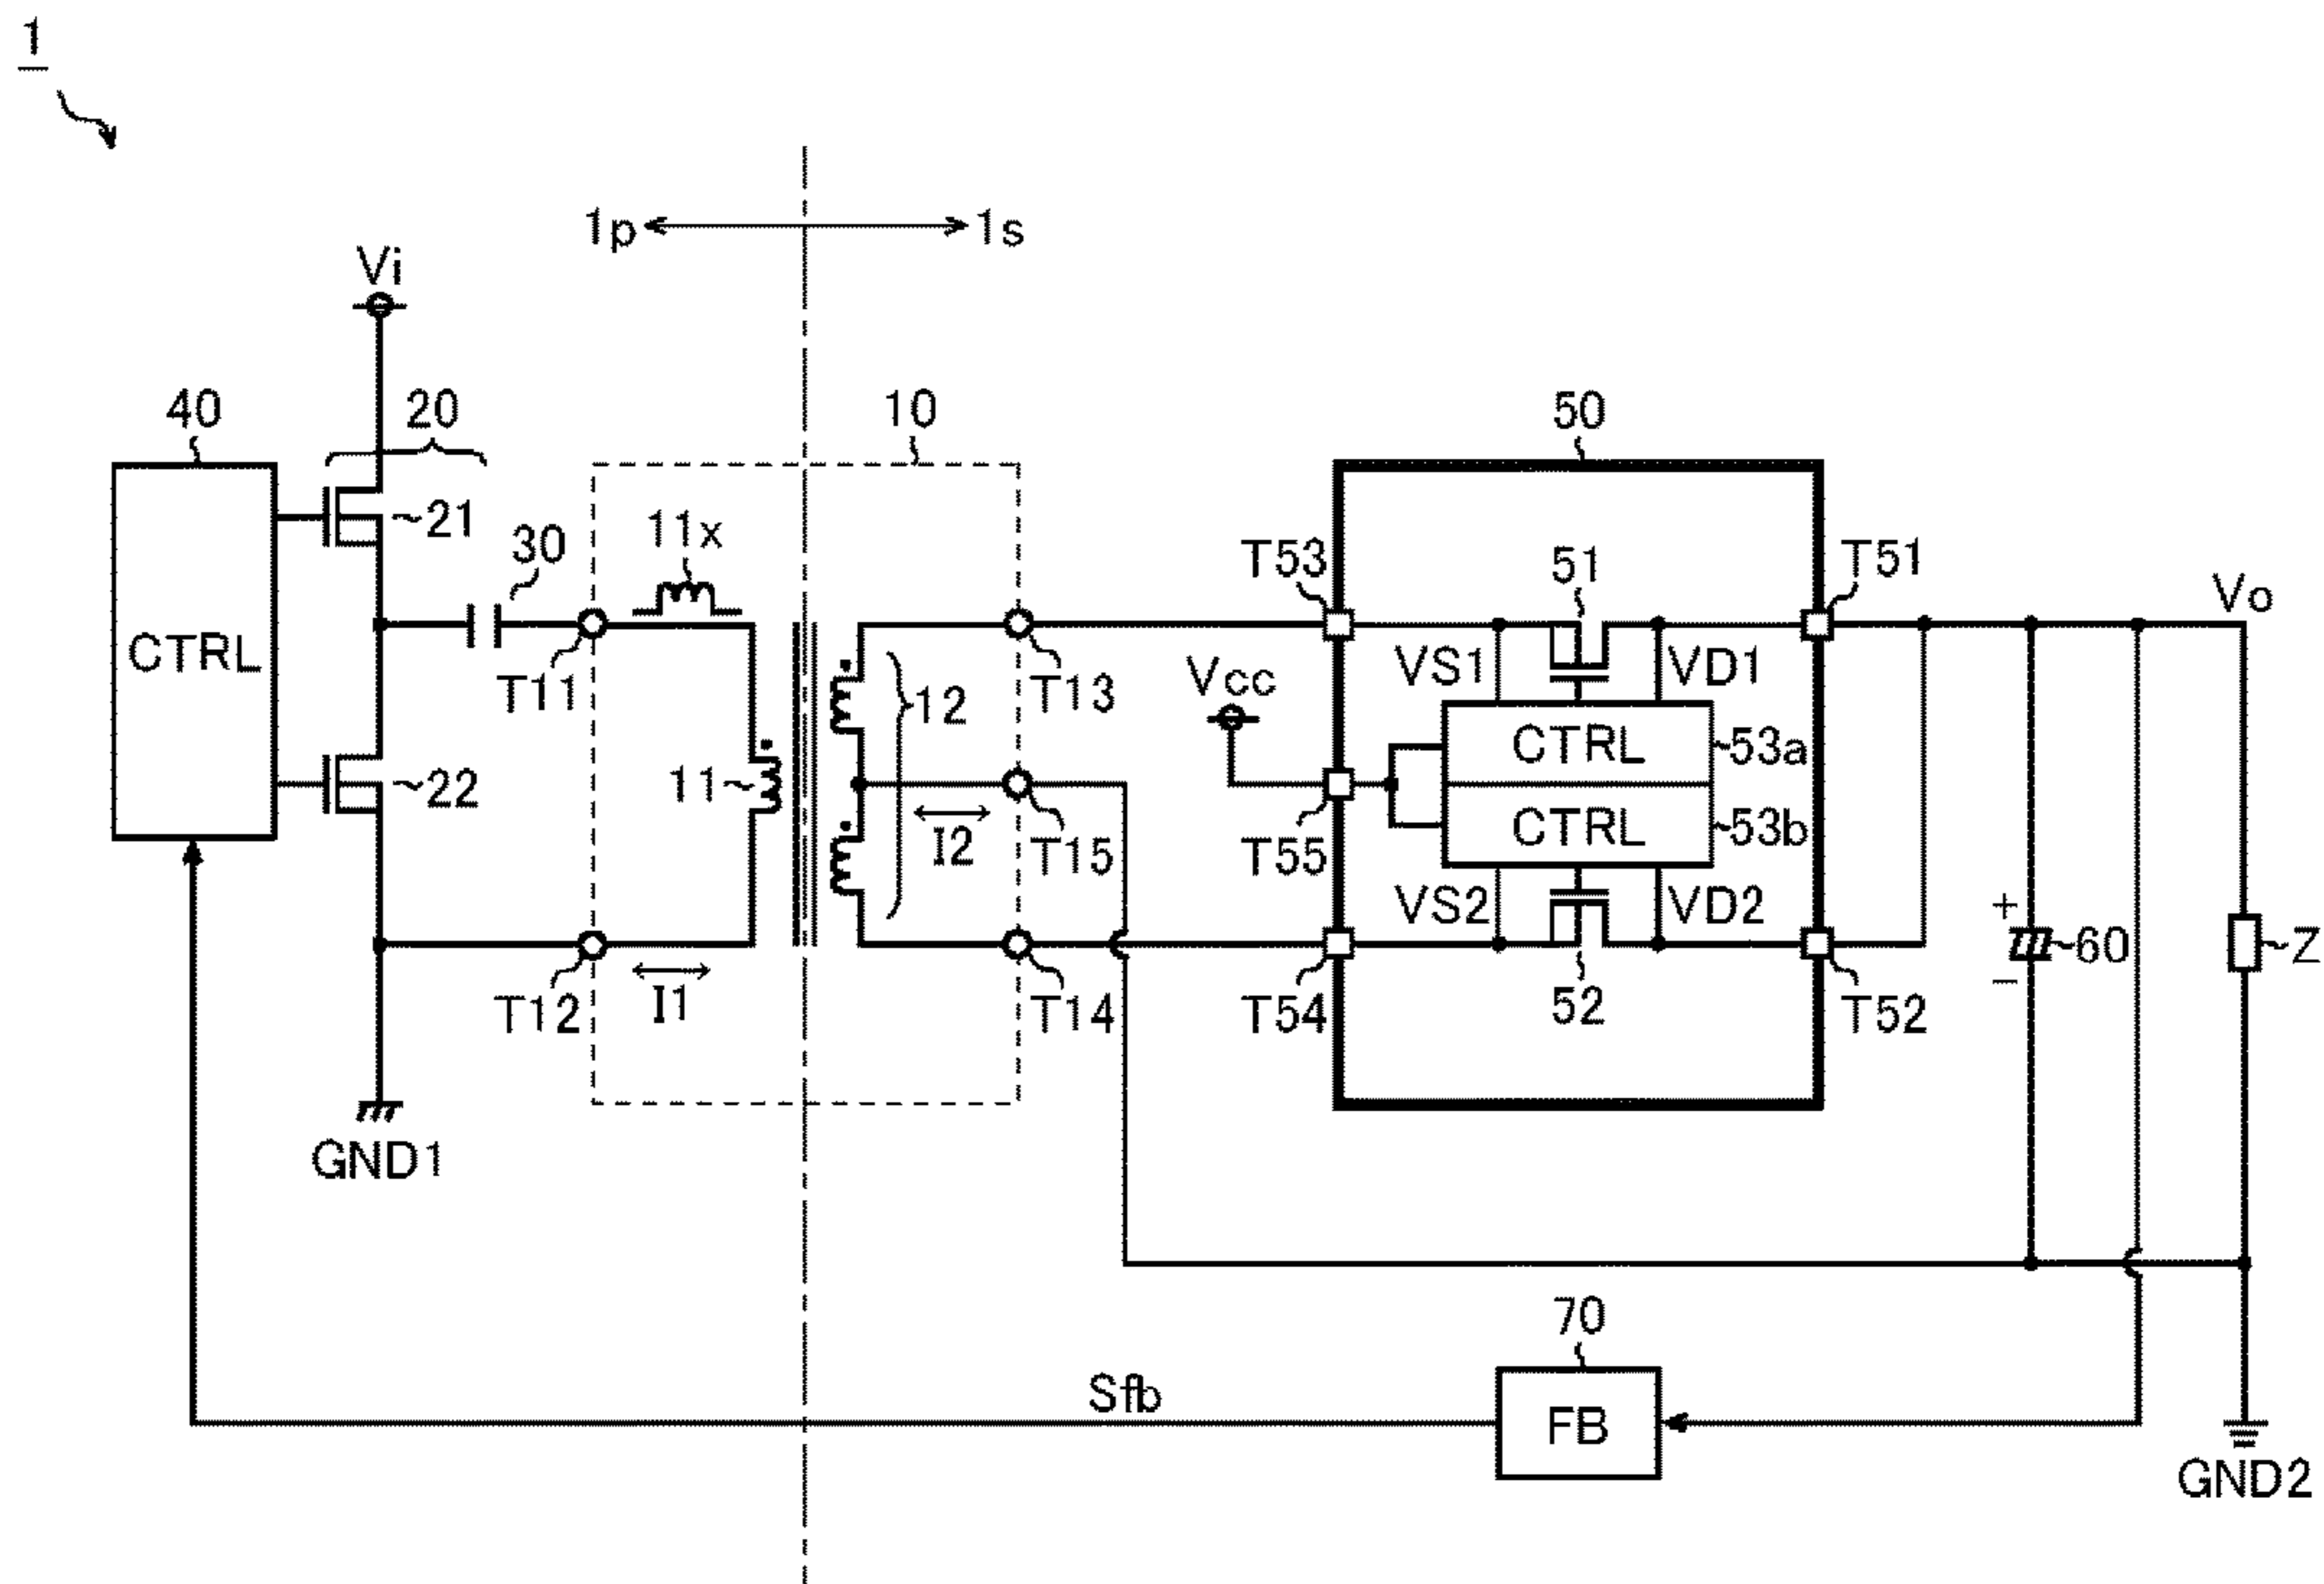 1
1p
1s
Vi
40
20
10
50
21
11x
30
T53
51
T51
Vo
CTRL
T11
T13
Vcc
VS1
VD1
12
CTRL
53a
22
11
I2
T15
T55
CTRL
53b
VS2
VD2
+
60
Z
−
T12
I1
T14
T54
52
T52
GND1
70
Sfb
FB
GND2